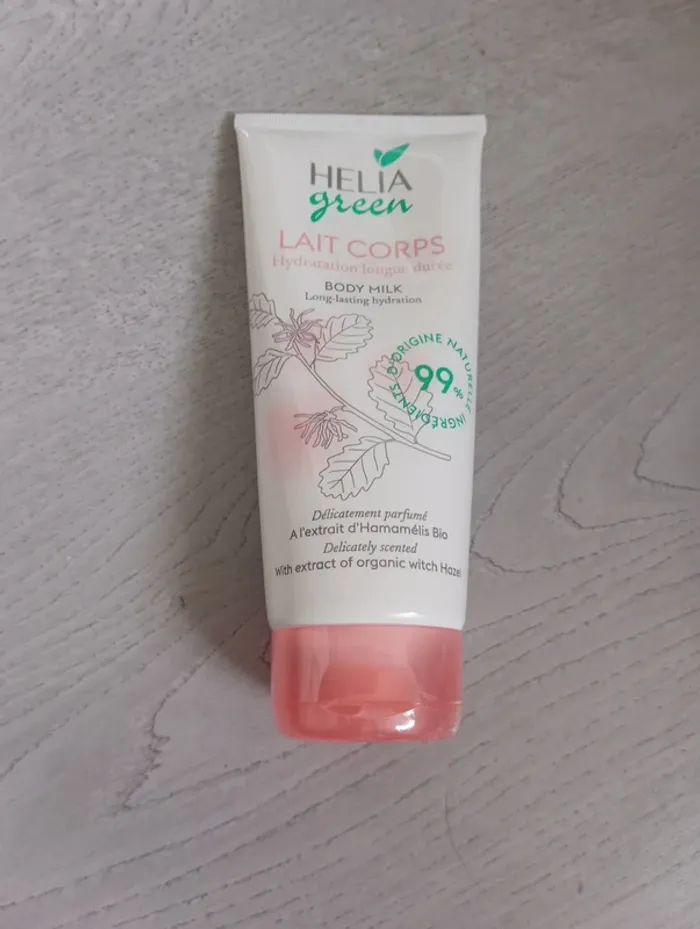 HELIA
green
LAIT CORPS
Hydratation longue durée
BODY MILK
Long-lasting hydration
99%
INGRÉDIENTS D'ORIGINE NATURELLE
Délicatement parfumé
A l'extrait d'Hamamélis Bio
Delicately scented
With extract of organic witch Hazel